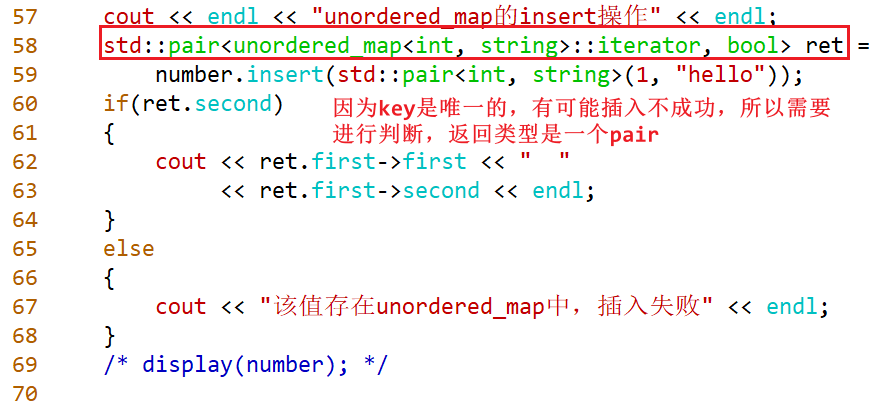 57 cout << endl << "unordered_map的insert操作" << endl;
58 std::pair<unordered_map<int, string>::iterator, bool> ret =
59 number.insert(std::pair<int, string>(1, "hello"));
60 if(ret.second)
因为key是唯一的，有可能插入不成功，所以需要
进行判断，返回类型是一个pair
61 {
62 cout << ret.first->first << "  "
63 << ret.first->second << endl;
64 }
65 else
66 {
67 cout << "该值存在unordered_map中，插入失败" << endl;
68 }
69 /* display(number); */
70